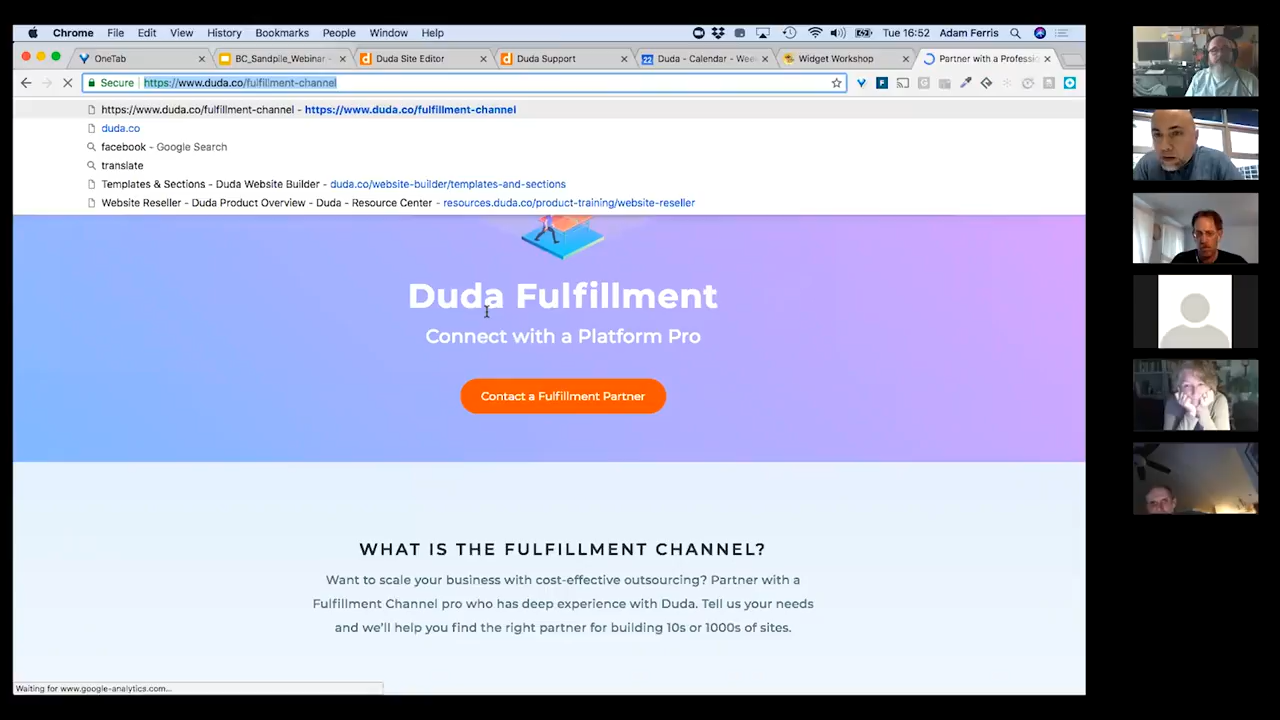 Chrome File Edit View History Bookmarks People Window Help Tue 16:52 Adam Ferris
OneTab BC_Sandpile_Webinar - Duda Site Editor Duda Support 22 Duda - Calendar - Wee Widget Workshop Partner with a Professi
Secure https://www.duda.co/fulfillment-channel
https://www.duda.co/fulfillment-channel - https://www.duda.co/fulfillment-channel
duda.co
facebook - Google Search
translate
Templates & Sections - Duda Website Builder - duda.co/website-builder/templates-and-sections
Website Reseller - Duda Product Overview - Duda - Resource Center - resources.duda.co/product-training/website-reseller
Duda Fulfillment
Connect with a Platform Pro
Contact a Fulfillment Partner
WHAT IS THE FULFILLMENT CHANNEL?
Want to scale your business with cost-effective outsourcing? Partner with a
Fulfillment Channel pro who has deep experience with Duda. Tell us your needs
and we'll help you find the right partner for building 10s or 1000s of sites.
Waiting for www.google-analytics.com...